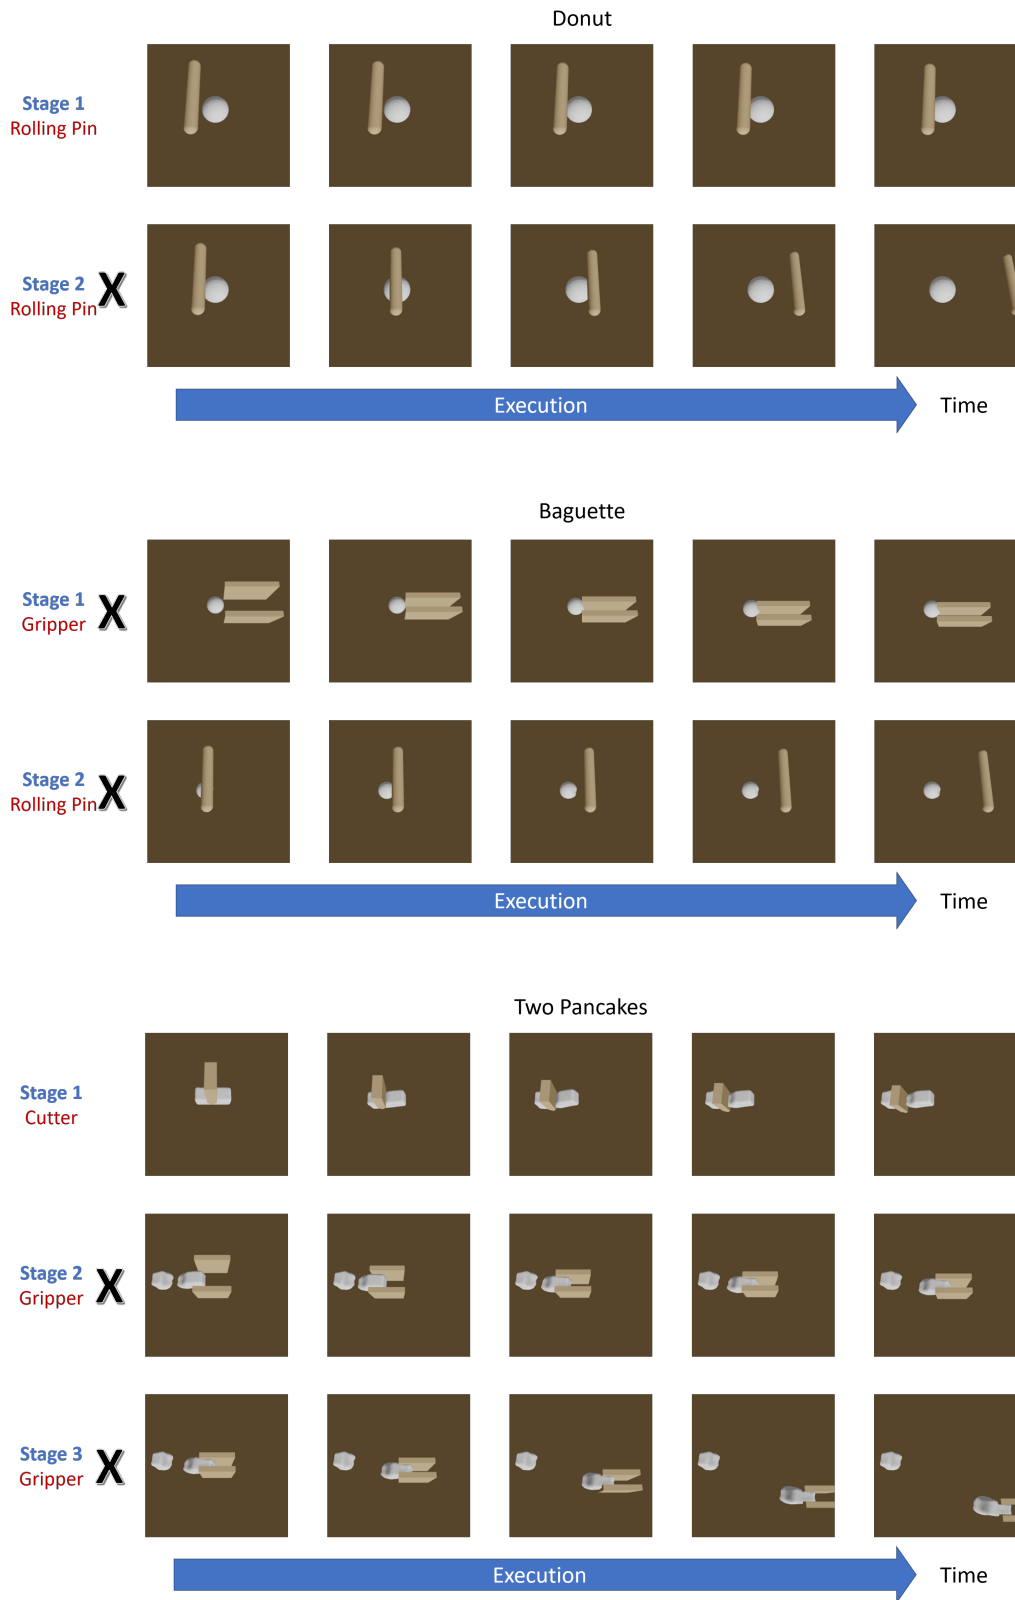 Donut
Stage 1
Rolling Pin
Stage 2
Rolling Pin
X
Execution
Time
Baguette
Stage 1
Gripper
X
Stage 2
Rolling Pin
X
Execution
Time
Two Pancakes
Stage 1
Cutter
Stage 2
Gripper
X
Stage 3
Gripper
X
Execution
Time